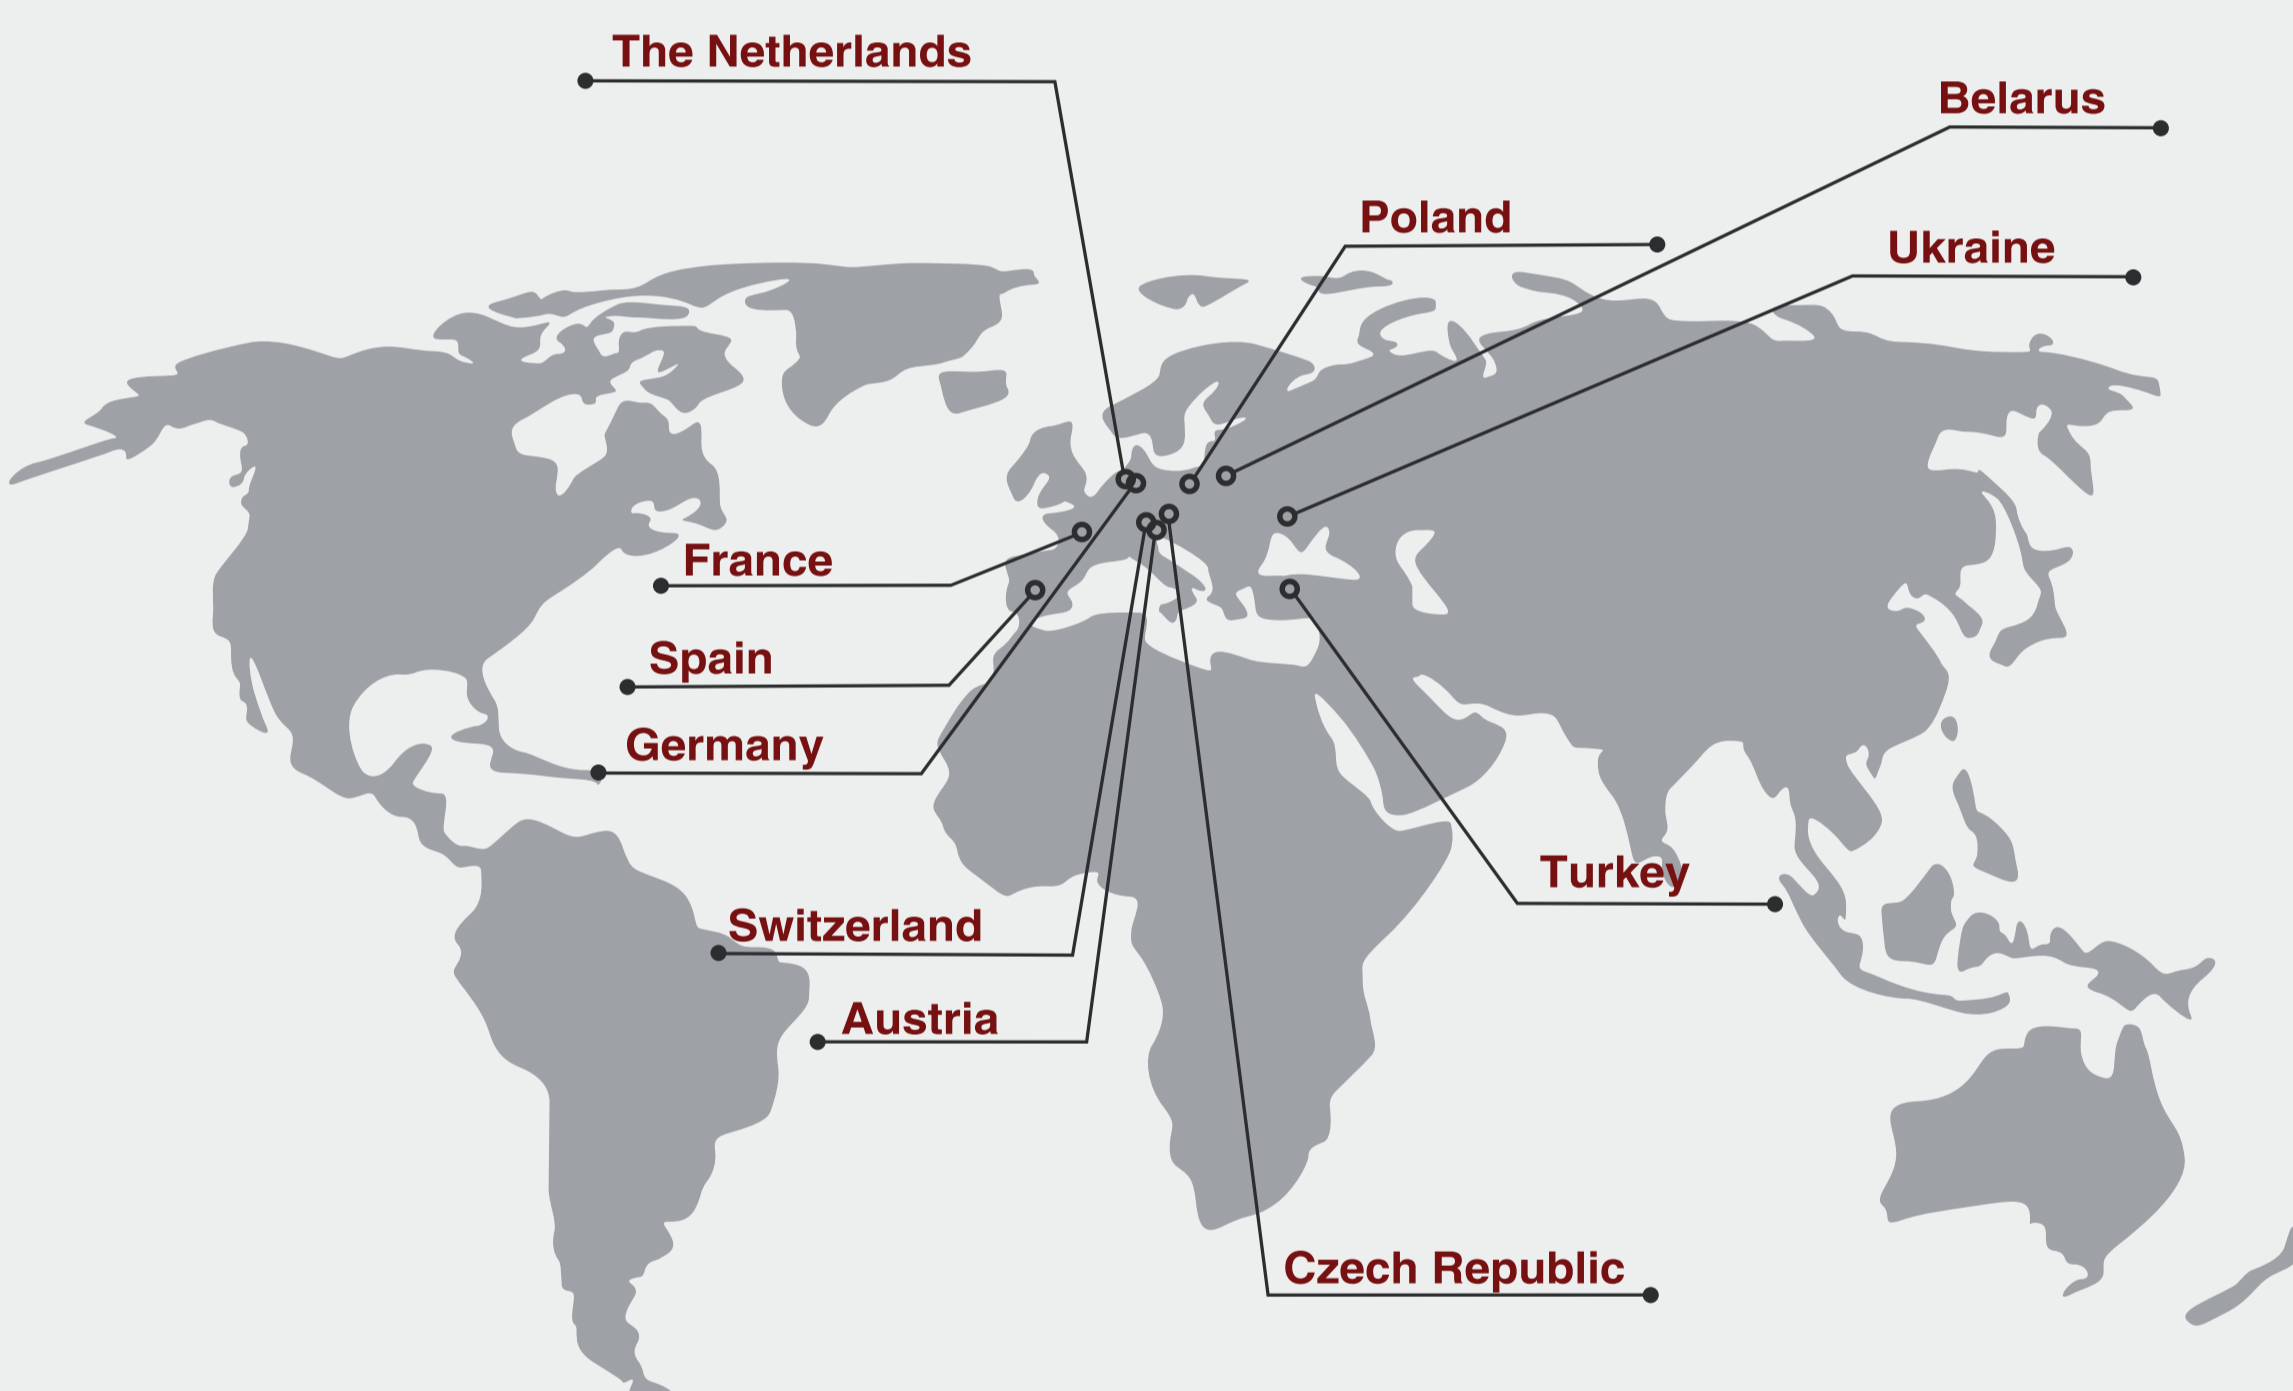 The Netherlands
Belarus
Poland
Ukraine
France
Spain
Germany
Turkey
Switzerland
Austria
Czech Republic